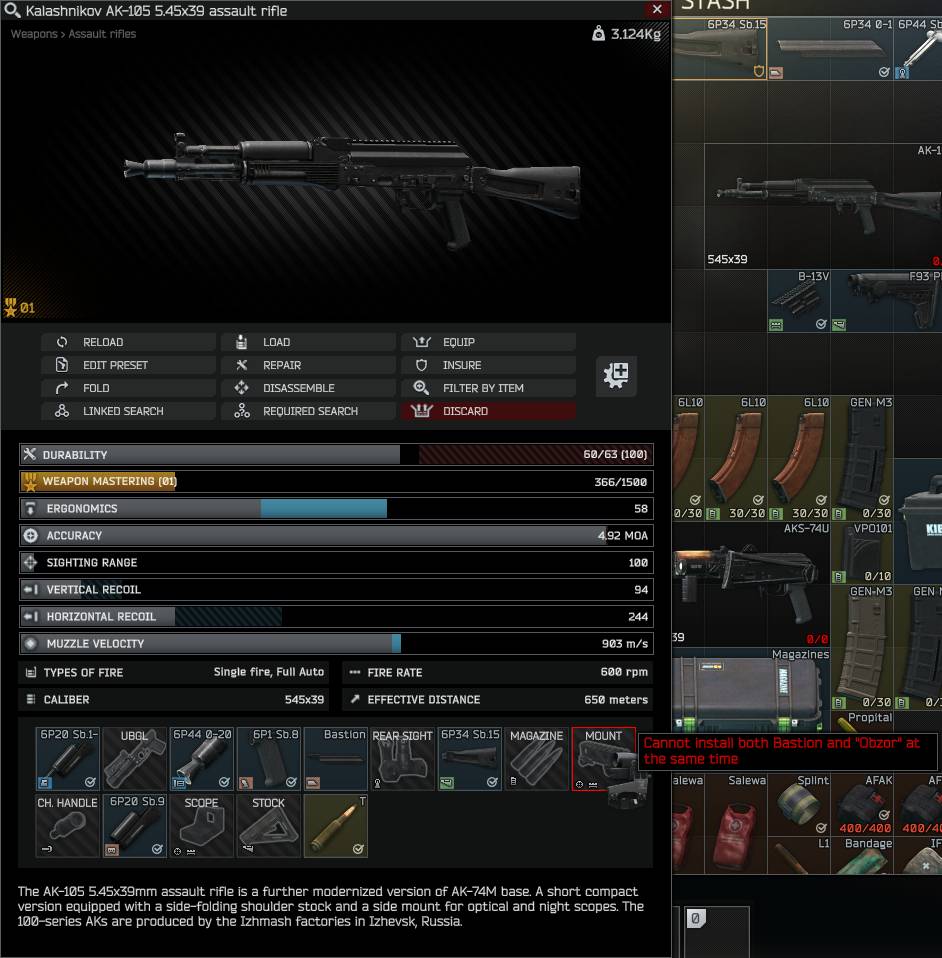 Kalashnikov AK-105 5.45x39 assault rifle
Weapons > Assault rifles
3.124Kg
01
RELOAD
LOAD
EQUIP
EDIT PRESET
REPAIR
INSURE
FOLD
DISASSEMBLE
FILTER BY ITEM
LINKED SEARCH
REQUIRED SEARCH
DISCARD
DURABILITY 60/63 (100)
WEAPON MASTERING (01) 366/1500
ERGONOMICS 58
ACCURACY 4.92 MOA
SIGHTING RANGE 100
VERTICAL RECOIL 94
HORIZONTAL RECOIL 244
MUZZLE VELOCITY 903 m/s
TYPES OF FIRE Single fire, Full Auto
FIRE RATE 600 rpm
CALIBER 545x39
EFFECTIVE DISTANCE 650 meters
6P20 Sb.1-
UBGL
6P44 0-20
6P1 Sb.8
Bastion
REAR SIGHT
6P34 Sb.15
MAGAZINE
MOUNT
CH. HANDLE
6P20 Sb.9
SCOPE
STOCK
T
Cannot install both Bastion and "Obzor" at
the same time
The AK-105 5.45x39mm assault rifle is a further modernized version of AK-74M base. A short compact
version equipped with a side-folding shoulder stock and a side mount for optical and night scopes. The
100-series AKs are produced by the Izhmash factories in Izhevsk, Russia.
STASH
6P34 Sb.15
6P34 0-1
6P44 Sb
AK-1
545x39
0
B-13V
F93 P
6L10
6L10
6L10
GEN M3
0/30
30/30
30/30
0/30
KIB
AKS-74U
VPO101
0/10
39
0/0
GEN M3
GEN M
0/30
0/
Magazines
MAGAZINE
Propital
alewa
Salewa
Splint
AFAK
AF
400/400
400/4
L1
Bandage
IF
0